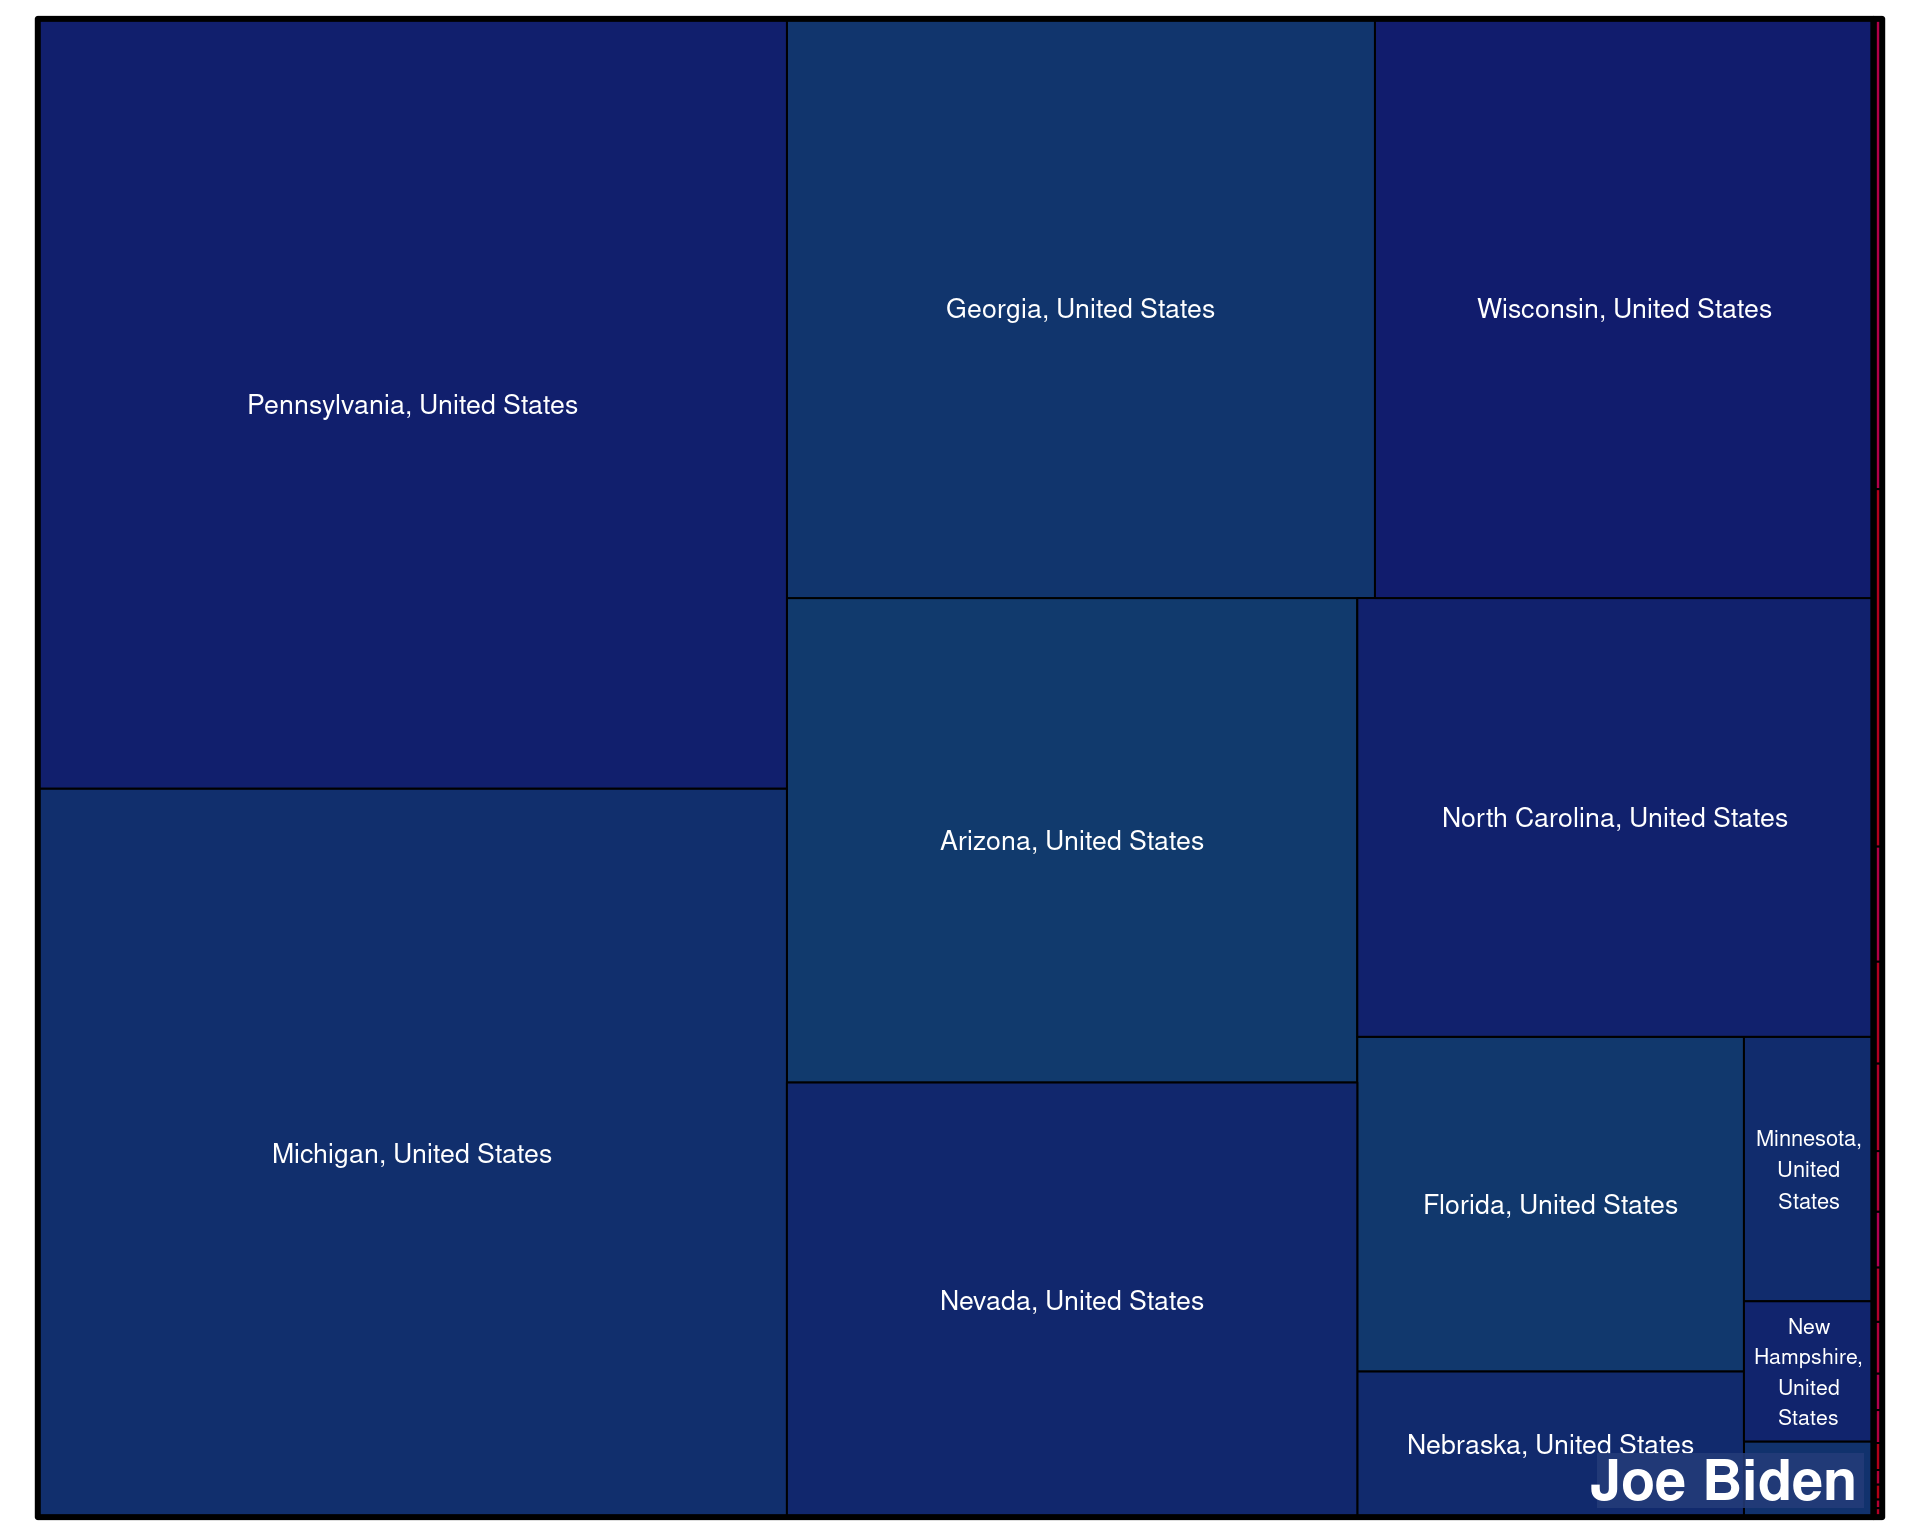 Pennsylvania, United States
Georgia, United States
Wisconsin, United States
Michigan, United States
Arizona, United States
North Carolina, United States
Nevada, United States
Florida, United States
Minnesota,
United
States
New
Hampshire,
United
States
Nebraska, United States
Joe Biden